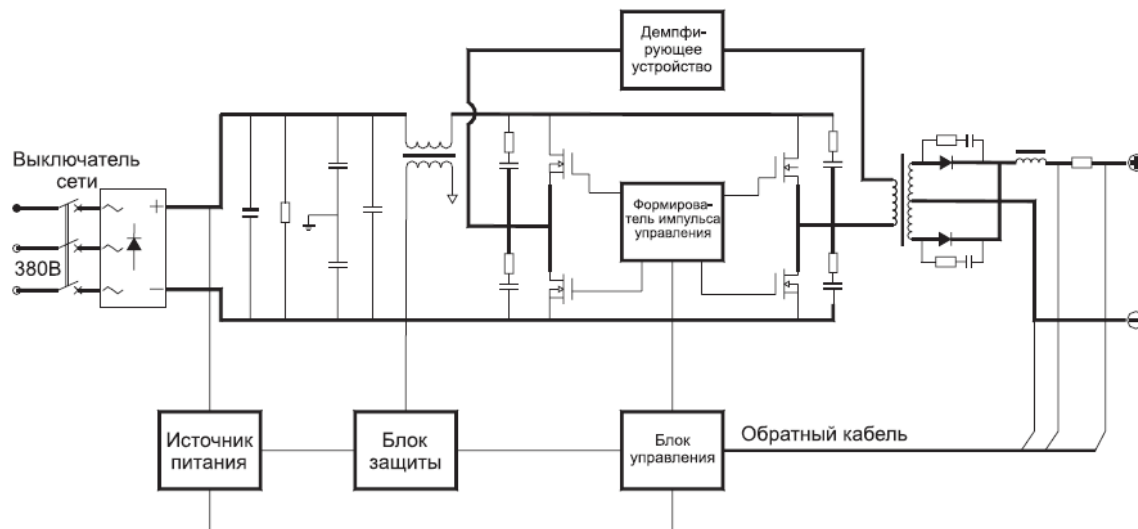 Демпфи-
рующее
устройство
Выключатель
сети
380В
Формирова-
тель импульса
управления
Источник
питания
Блок
защиты
Блок
управления
Обратный кабель